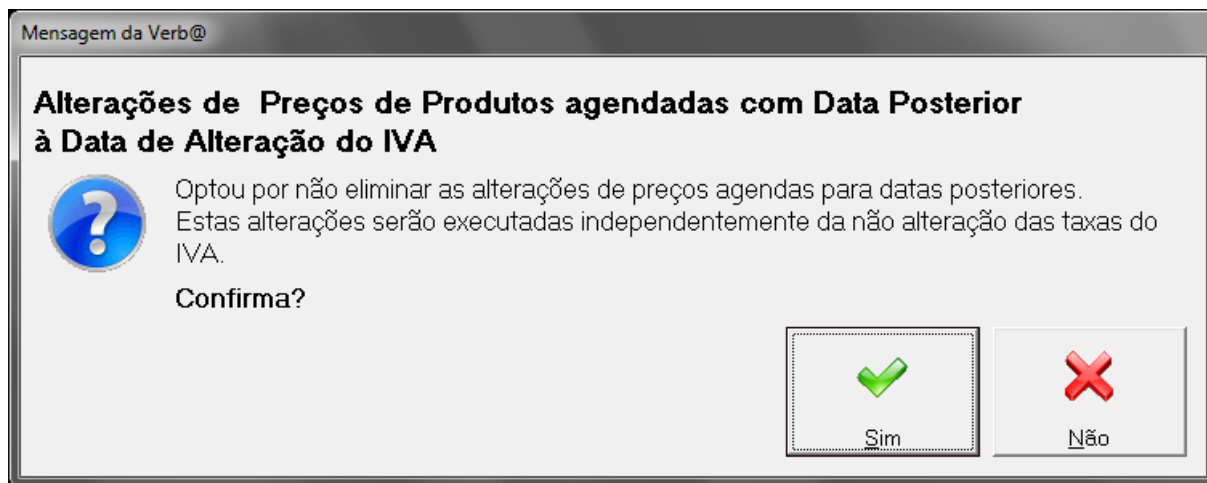 Mensagem da Verb@
Alterações de  Preços de Produtos agendadas com Data Posterior
à Data de Alteração do IVA
Optou por não eliminar as alterações de preços agendas para datas posteriores.
Estas alterações serão executadas independentemente da não alteração das taxas do
IVA.
Confirma?
Sim
Não